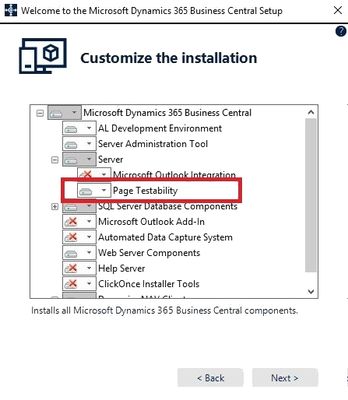 Welcome to the Microsoft Dynamics 365 Business Central Setup
?
Customize the installation
Microsoft Dynamics 365 Business Central
AL Development Environment
Server Administration Tool
Server
Microsoft Outlook Integration
Page Testability
SQL Server Database Components
Microsoft Outlook Add-In
Automated Data Capture System
Web Server Components
Help Server
ClickOnce Installer Tools
Installs all Microsoft Dynamics 365 Business Central components.
< Back Next >